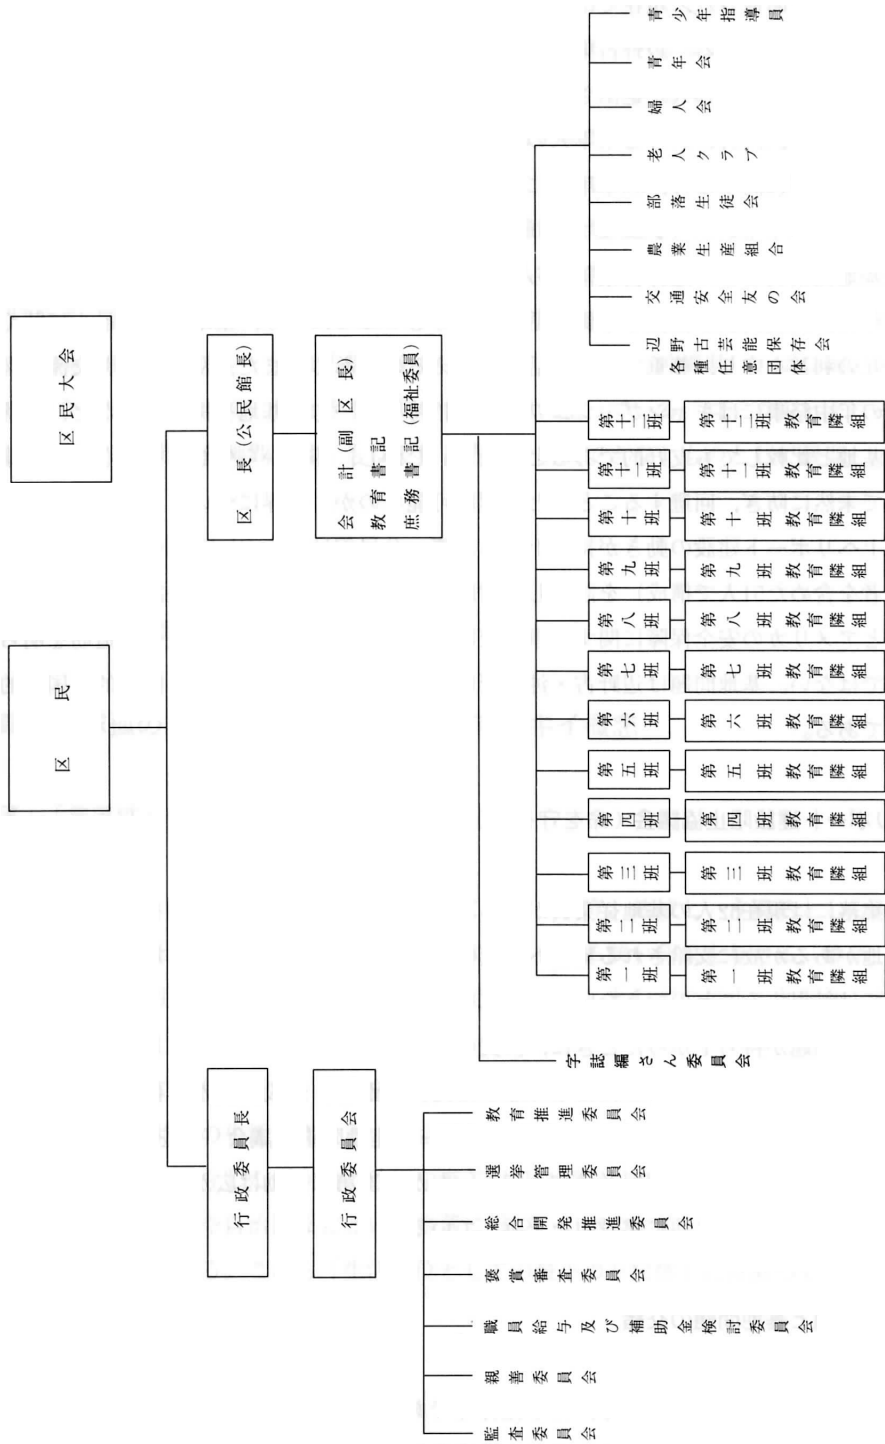 区民大会
区　　　　　民
行政委員長
行政委員会
区　長(公民館長)
会　計(副区長)
教育書記
庶務書記(福祉委員)
監査委員会
親善委員会
職員給与及び補助金検討委員会
褒賞審査委員会
総合開発推進委員会
選挙管理委員会
教育推進委員会
字誌編さん委員会
第一班
第一班教育隣組
第二班
第二班教育隣組
第三班
第三班教育隣組
第四班
第四班教育隣組
第五班
第五班教育隣組
第六班
第六班教育隣組
第七班
第七班教育隣組
第八班
第八班教育隣組
第九班
第九班教育隣組
第十班
第十班教育隣組
第十一班
第十一班教育隣組
第十二班
第十二班教育隣組
辺野古芸能保存会
各種任意団体
交通安全友の会
農業生産組合
部落生徒会
老人クラブ
婦人会
青年会
青少年指導員